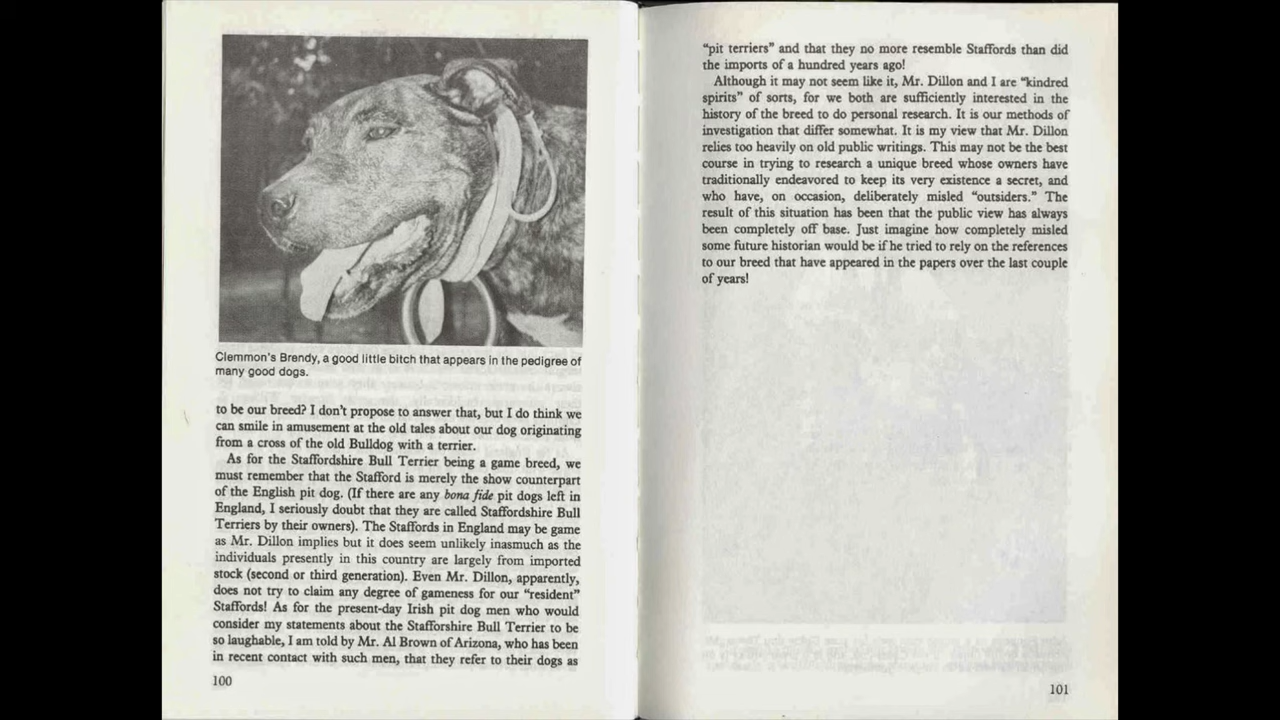 Clemmon's Brendy, a good little bitch that appears in the pedigree of
many good dogs.
to be our breed? I don't propose to answer that, but I do think we
can smile in amusement at the old tales about our dog originating
from a cross of the old Bulldog with a terrier.
As for the Staffordshire Bull Terrier being a game breed, we
must remember that the Stafford is merely the show counterpart
of the English pit dog. (If there are any bona fide pit dogs left in
England, I seriously doubt that they are called Staffordshire Bull
Terriers by their owners). The Staffords in England may be game
as Mr. Dillon implies but it does seem unlikely inasmuch as the
individuals presently in this country are largely from imported
stock (second or third generation). Even Mr. Dillon, apparently,
does not try to claim any degree of gameness for our "resident"
Staffords! As for the present-day Irish pit dog men who would
consider my statements about the Stafforshire Bull Terrier to be
so laughable, I am told by Mr. Al Brown of Arizona, who has been
in recent contact with such men, that they refer to their dogs as
100
"pit terriers" and that they no more resemble Staffords than did
the imports of a hundred years ago!
Although it may not seem like it, Mr. Dillon and I are "kindred
spirits" of sorts, for we both are sufficiently interested in the
history of the breed to do personal research. It is our methods of
investigation that differ somewhat. It is my view that Mr. Dillon
relies too heavily on old public writings. This may not be the best
course in trying to research a unique breed whose owners have
traditionally endeavored to keep its very existence a secret, and
who have, on occasion, deliberately misled "outsiders." The
result of this situation has been that the public view has always
been completely off base. Just imagine how completely misled
some future historian would be if he tried to rely on the references
to our breed that have appeared in the papers over the last couple
of years!
101